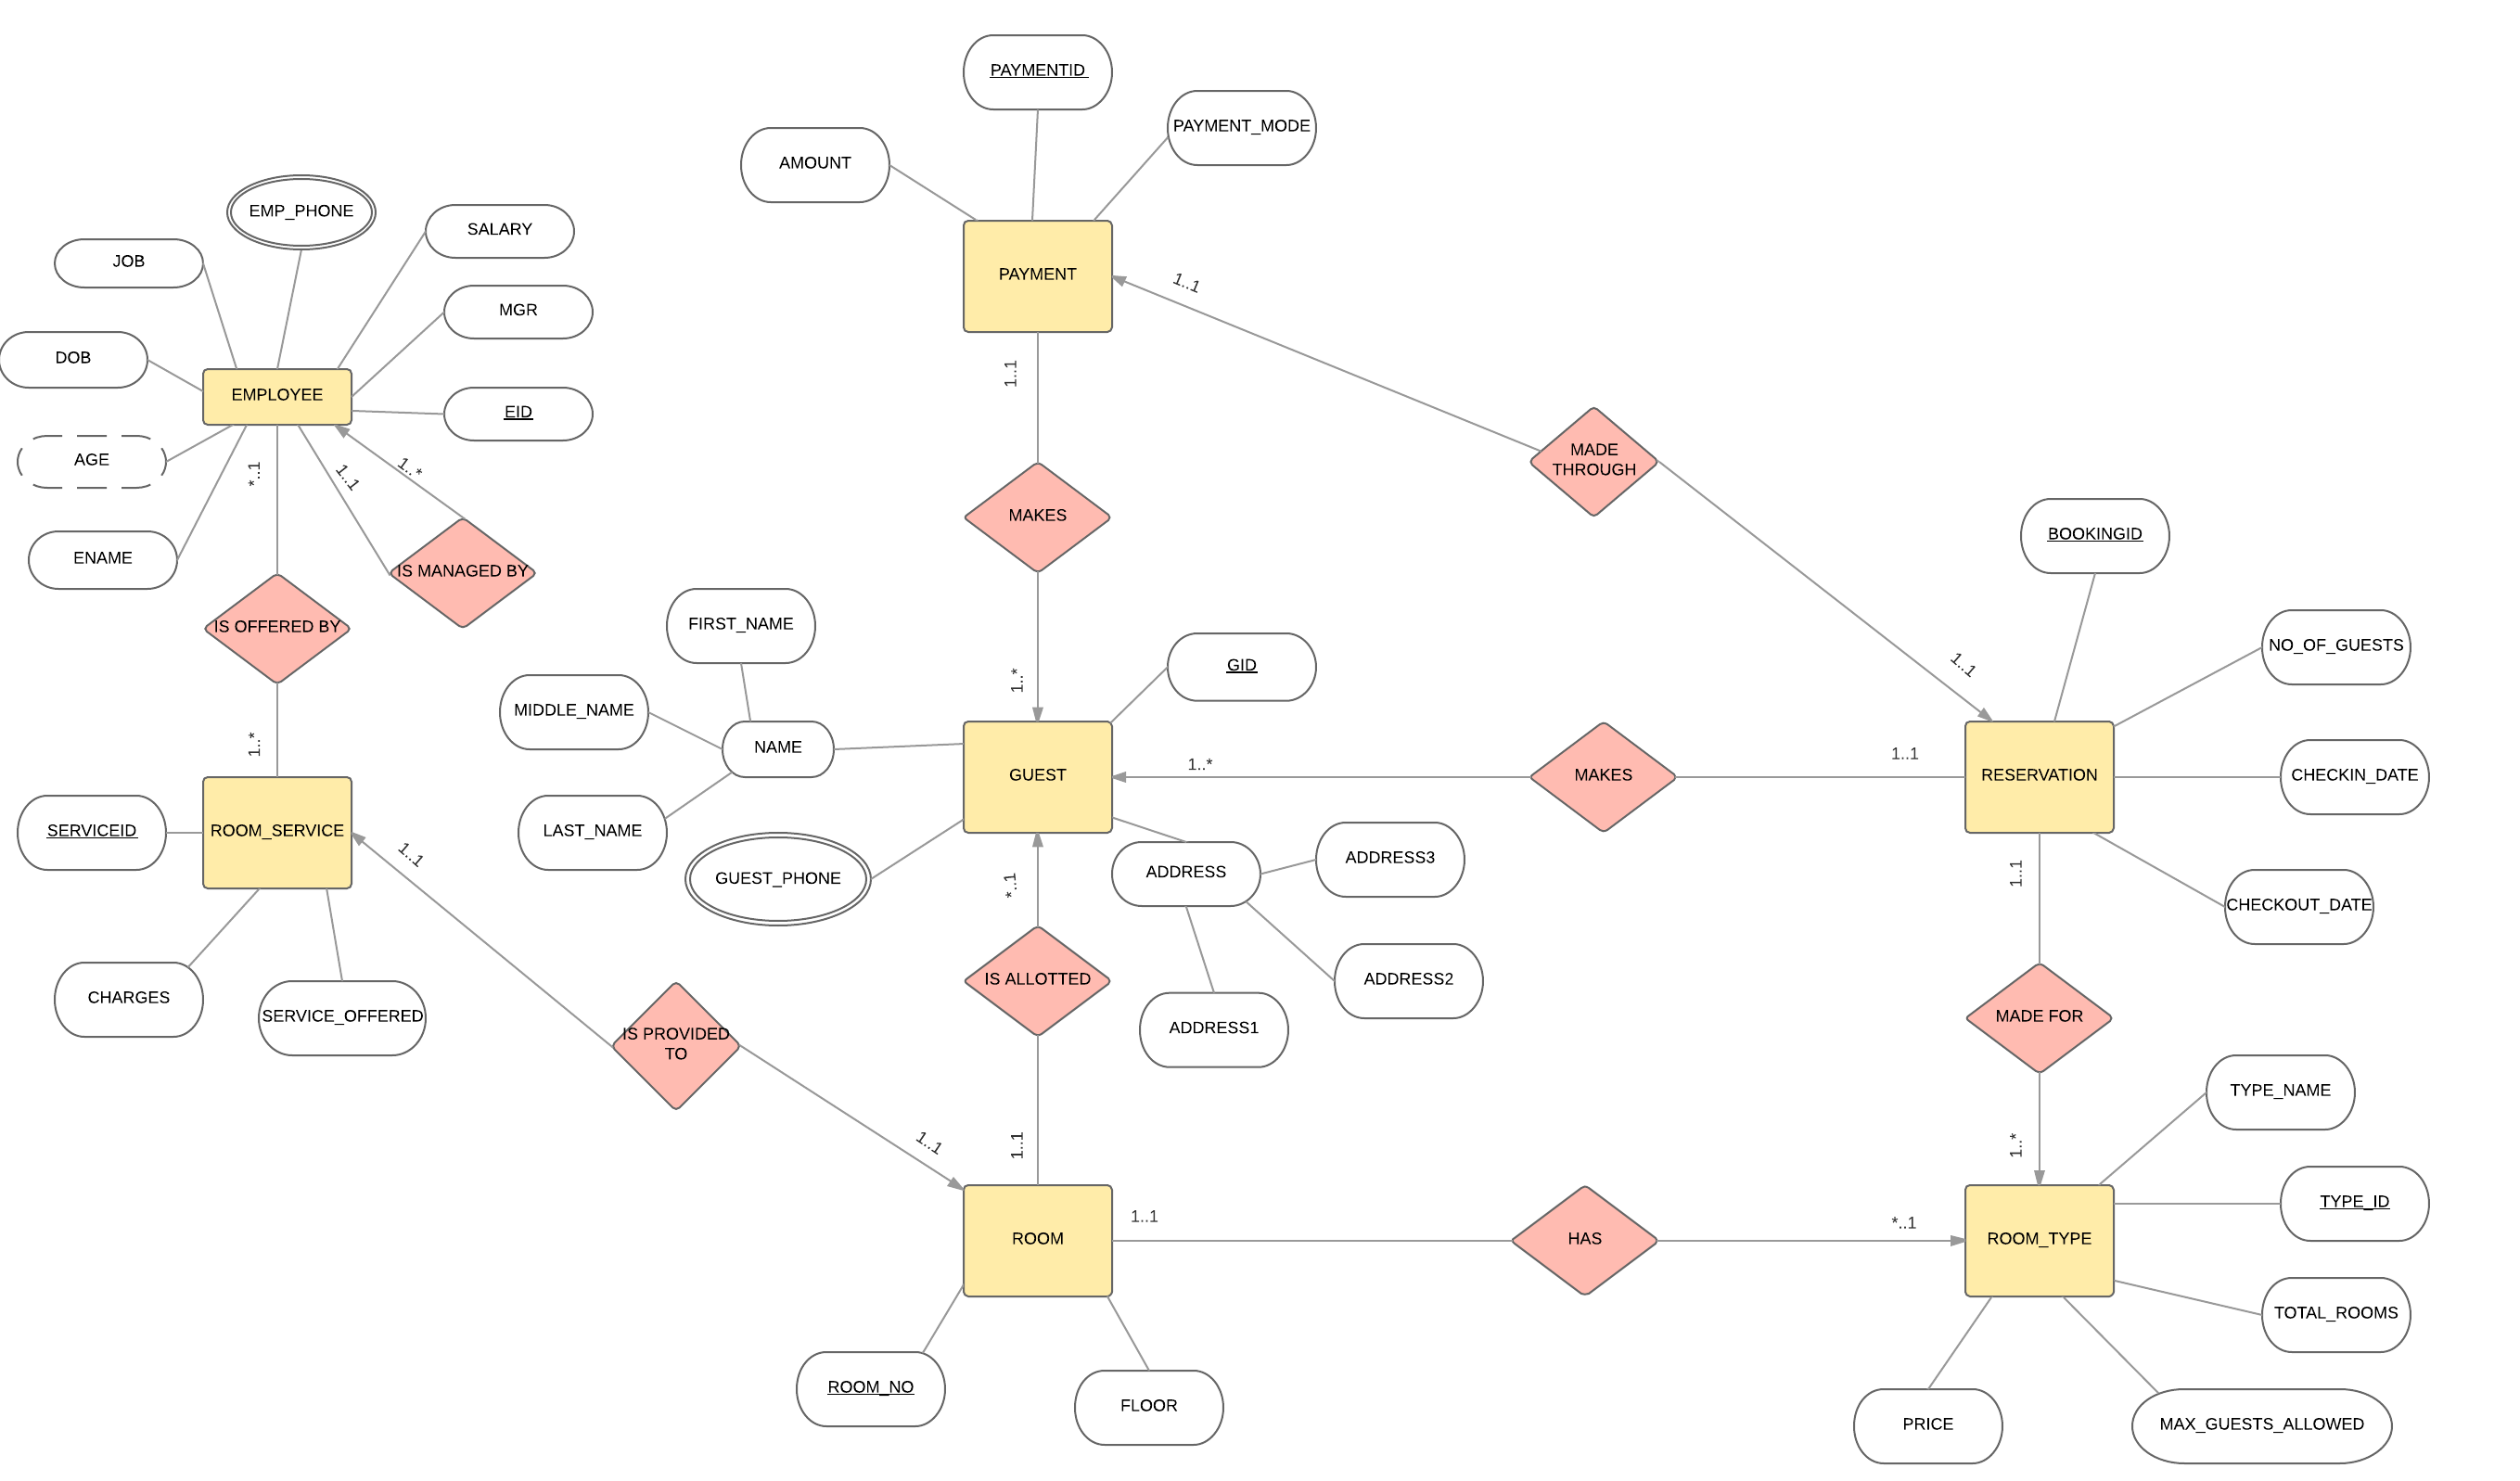 PAYMENTID
PAYMENT_MODE
AMOUNT
EMP_PHONE
SALARY
JOB
PAYMENT
1..1
MGR
DOB
1..1
EMPLOYEE
EID
MADE
THROUGH
AGE
*..1
1..1
1..*
MAKES
BOOKINGID
ENAME
IS MANAGED BY
IS OFFERED BY
FIRST_NAME
NO_OF_GUESTS
GID
1..*
1..1
MIDDLE_NAME
1..*
NAME
1..*
1..1
GUEST
MAKES
RESERVATION
CHECKIN_DATE
SERVICEID
ROOM_SERVICE
LAST_NAME
1..1
ADDRESS3
ADDRESS
GUEST_PHONE
*..1
1..1
CHECKOUT_DATE
IS ALLOTTED
ADDRESS2
CHARGES
SERVICE_OFFERED
ADDRESS1
MADE FOR
IS PROVIDED
TO
TYPE_NAME
1..1
1..1
1..*
TYPE_ID
1..1
*..1
ROOM
HAS
ROOM_TYPE
TOTAL_ROOMS
ROOM_NO
FLOOR
PRICE
MAX_GUESTS_ALLOWED